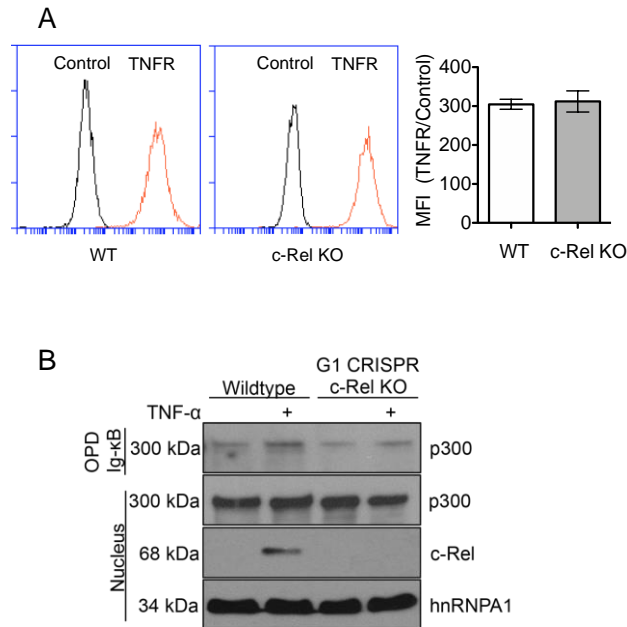 A
Control TNFR
WT
Control TNFR
c-Rel KO
MFI (TNFR/Control)
400
300
200
100
0
WT c-Rel KO
B
Wildtype
G1 CRISPR
c-Rel KO
TNF-α + +
OPD
Ig-κB
300 kDa p300
Nucleus
300 kDa p300
68 kDa c-Rel
34 kDa hnRNPA1